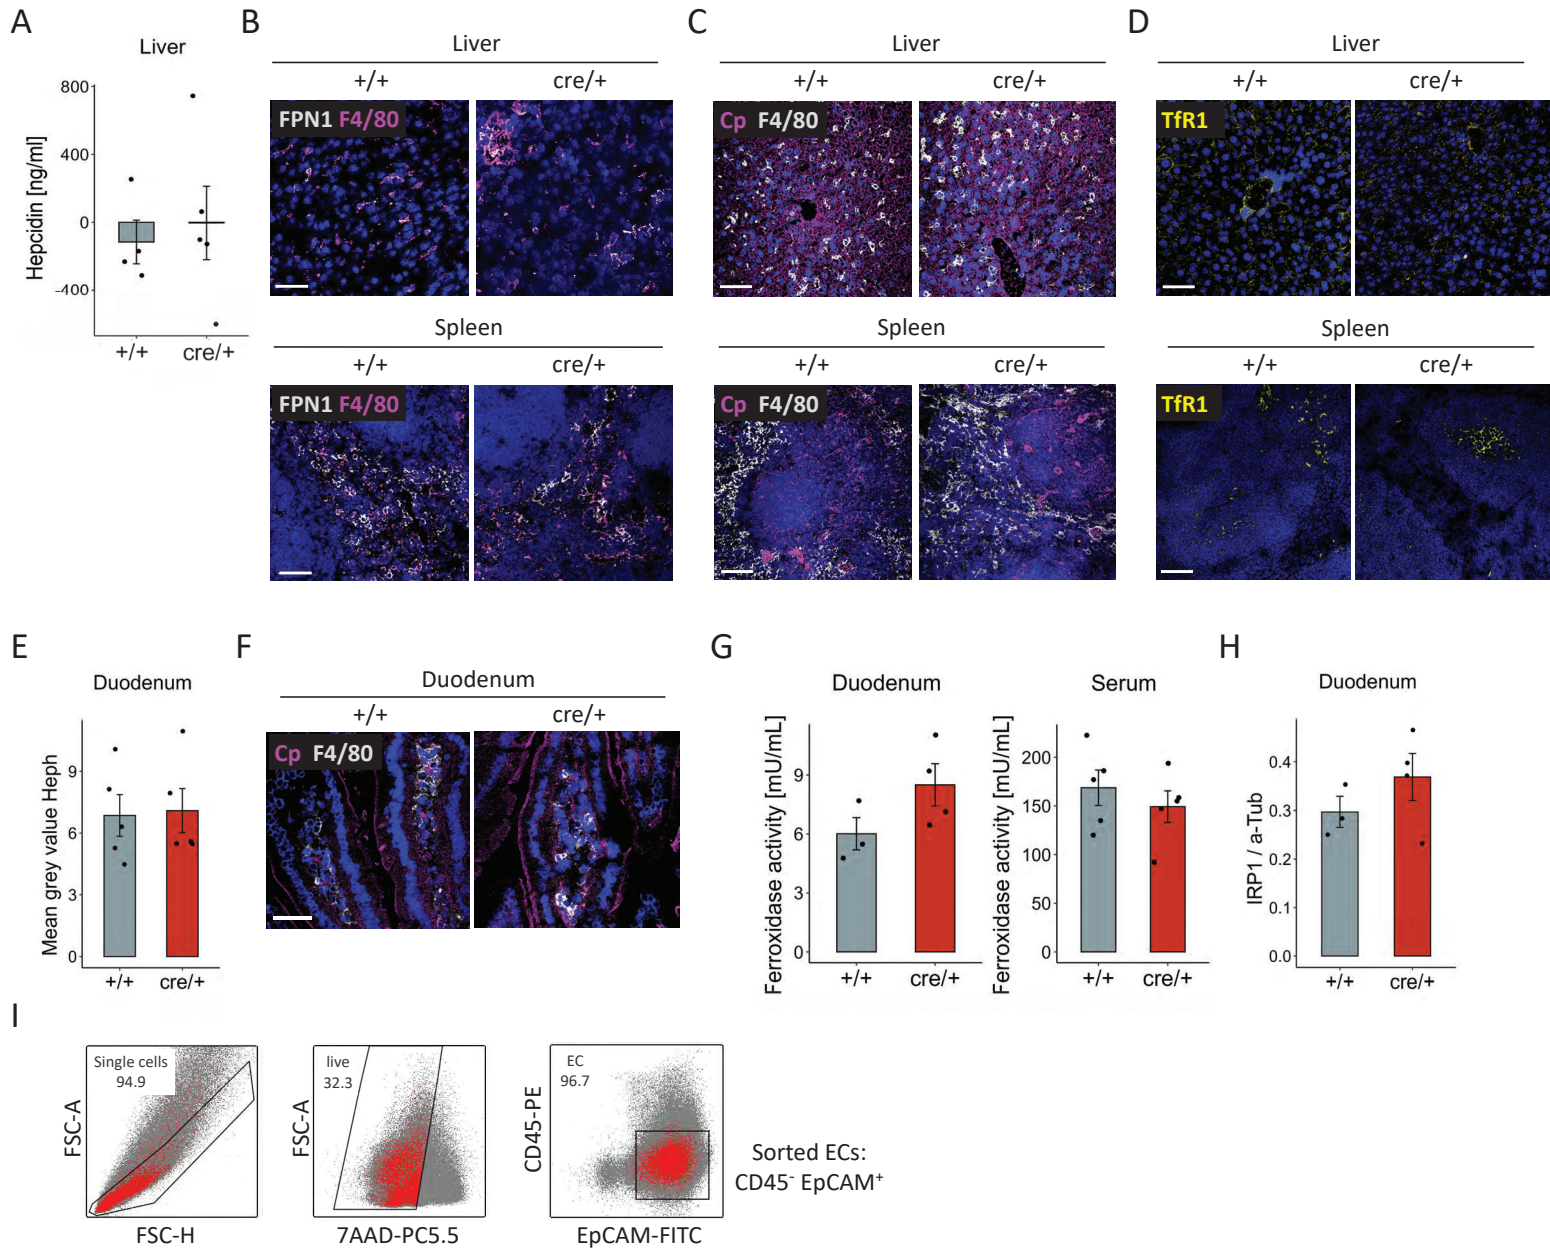 A
Liver
Hepcidin [ng/ml]
800
400
0
-400
+/+
cre/+
B
Liver
+/+
cre/+
FPN1 F4/80
Spleen
+/+
cre/+
FPN1 F4/80
C
Liver
+/+
cre/+
Cp F4/80
Spleen
+/+
cre/+
Cp F4/80
D
Liver
+/+
cre/+
TfR1
Spleen
+/+
cre/+
TfR1
E
Duodenum
Mean grey value Heph
9
6
3
0
+/+
cre/+
F
Duodenum
+/+
cre/+
Cp F4/80
G
Duodenum
Ferroxidase activity [mU/mL]
9
6
3
0
+/+
cre/+
Serum
Ferroxidase activity [mU/mL]
200
150
100
50
0
+/+
cre/+
H
Duodenum
IRP1 / a-Tub
0.4
0.3
0.2
0.1
0.0
+/+
cre/+
I
Single cells
94.9
FSC-A
FSC-H
live
32.3
FSC-A
7AAD-PC5.5
EC
96.7
CD45-PE
EpCAM-FITC
Sorted ECs:
CD45⁻ EpCAM⁺